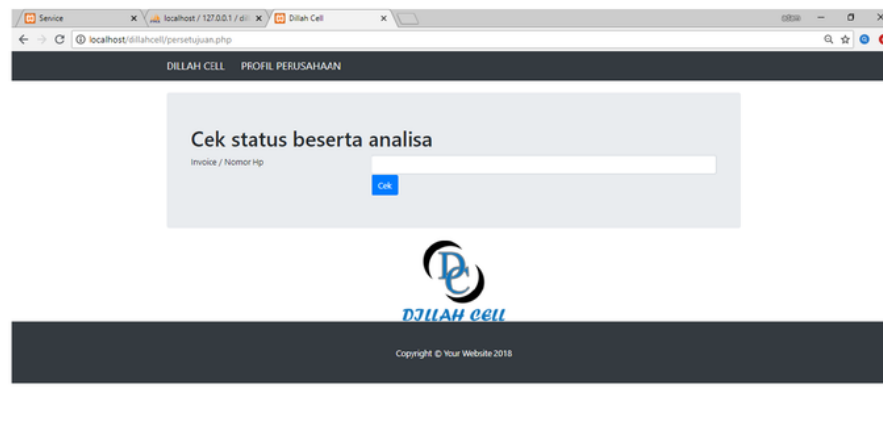 Service
localhost / 127.0.0.1 / dil
Dillah Cell
localhost/dillahcell/persetujuan.php
DILLAH CELL PROFIL PERUSAHAAN
Cek status beserta analisa
Invoice / Nomor Hp
Cek
DC
DILLAH CELL
Copyright © Your Website 2018